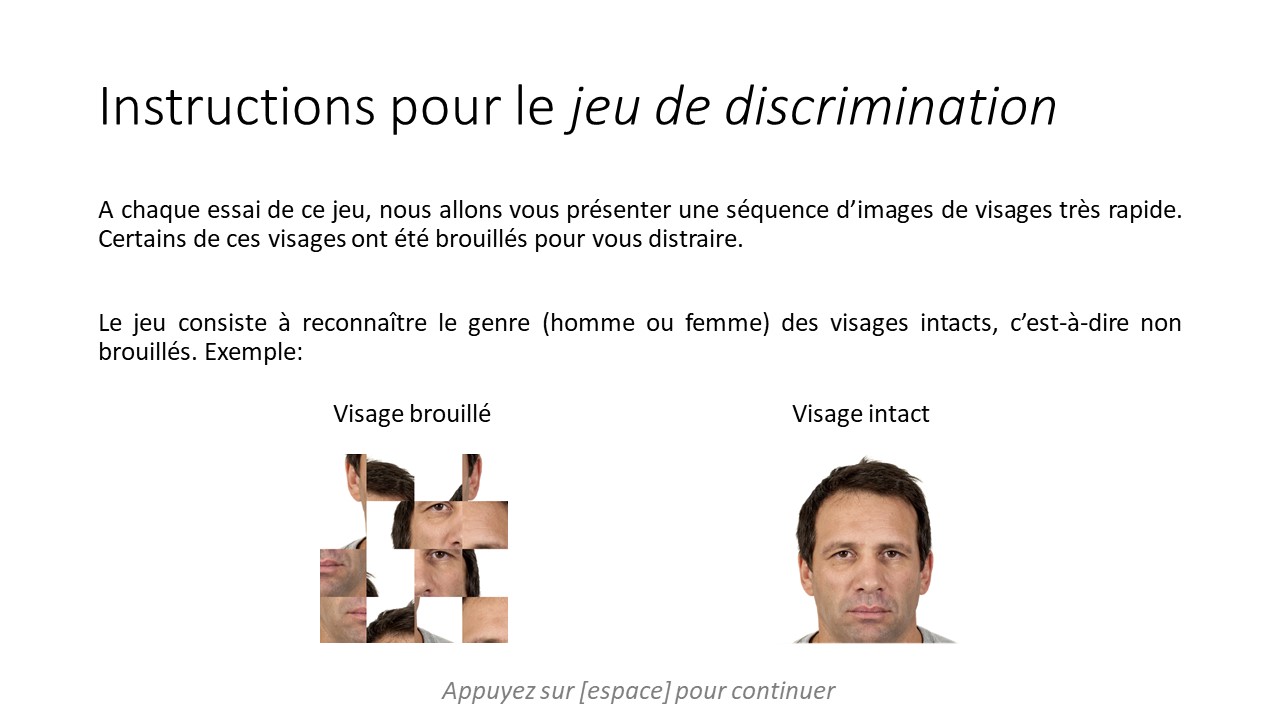 Instructions pour le jeu de discrimination
A chaque essai de ce jeu, nous allons vous présenter une séquence d’images de visages très rapide.
Certains de ces visages ont été brouillés pour vous distraire.
Le jeu consiste à reconnaître le genre (homme ou femme) des visages intacts, c’est-à-dire non
brouillés. Exemple:
Visage brouillé
Visage intact
Appuyez sur [espace] pour continuer